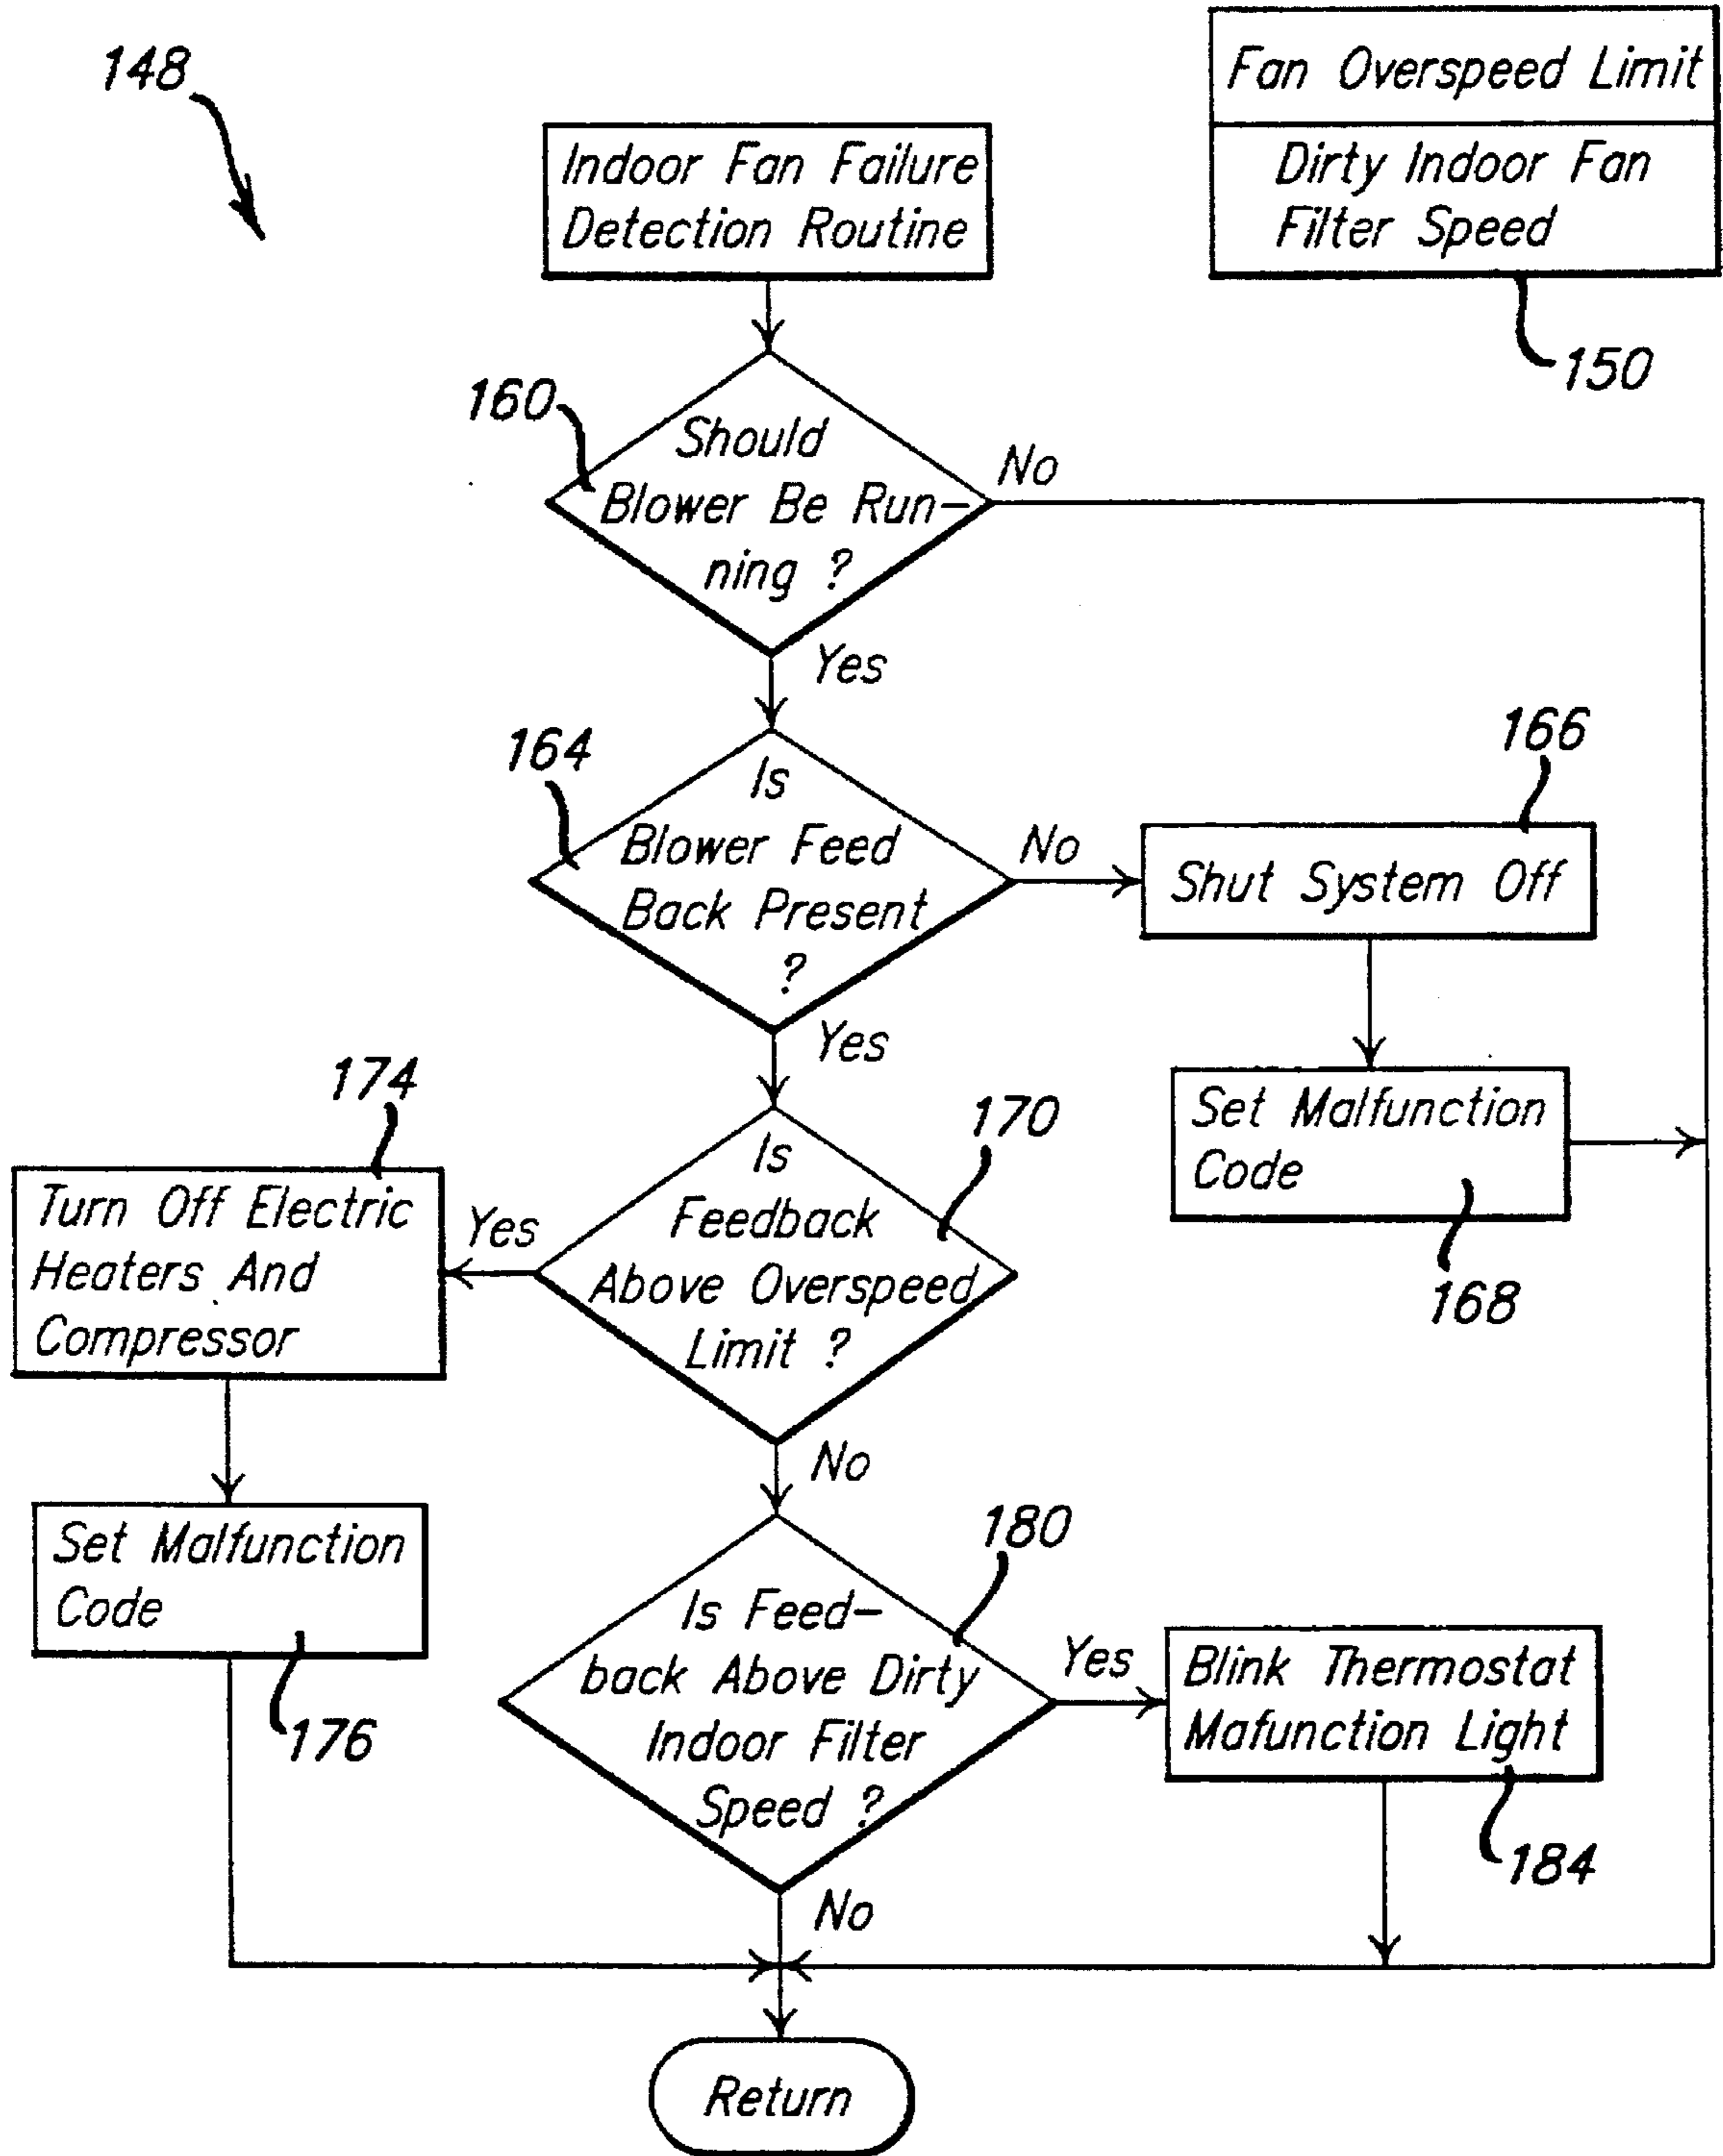 148
Fan Overspeed Limit
Dirty Indoor Fan
Filter Speed
150
Indoor Fan Failure
Detection Routine
160
Should
Blower Be Run-
ning ?
No
Yes
164
Is
Blower Feed
Back Present
?
No
166
Shut System Off
Yes
Set Malfunction
Code
168
170
Is
Feedback
Above Overspeed
Limit ?
Yes
174
Turn Off Electric
Heaters And
Compressor
Set Malfunction
Code
176
No
180
Is Feed-
back Above Dirty
Indoor Filter
Speed ?
Yes
Blink Thermostat
Mafunction Light
184
No
Return